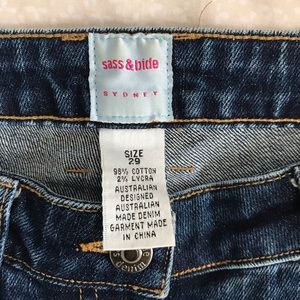 sass & bide
SYDNEY
SIZE
29
98% COTTON
2% LYCRA
AUSTRALIAN
DESIGNED
AUSTRALIAN
MADE DENIM
GARMENT MADE
IN CHINA